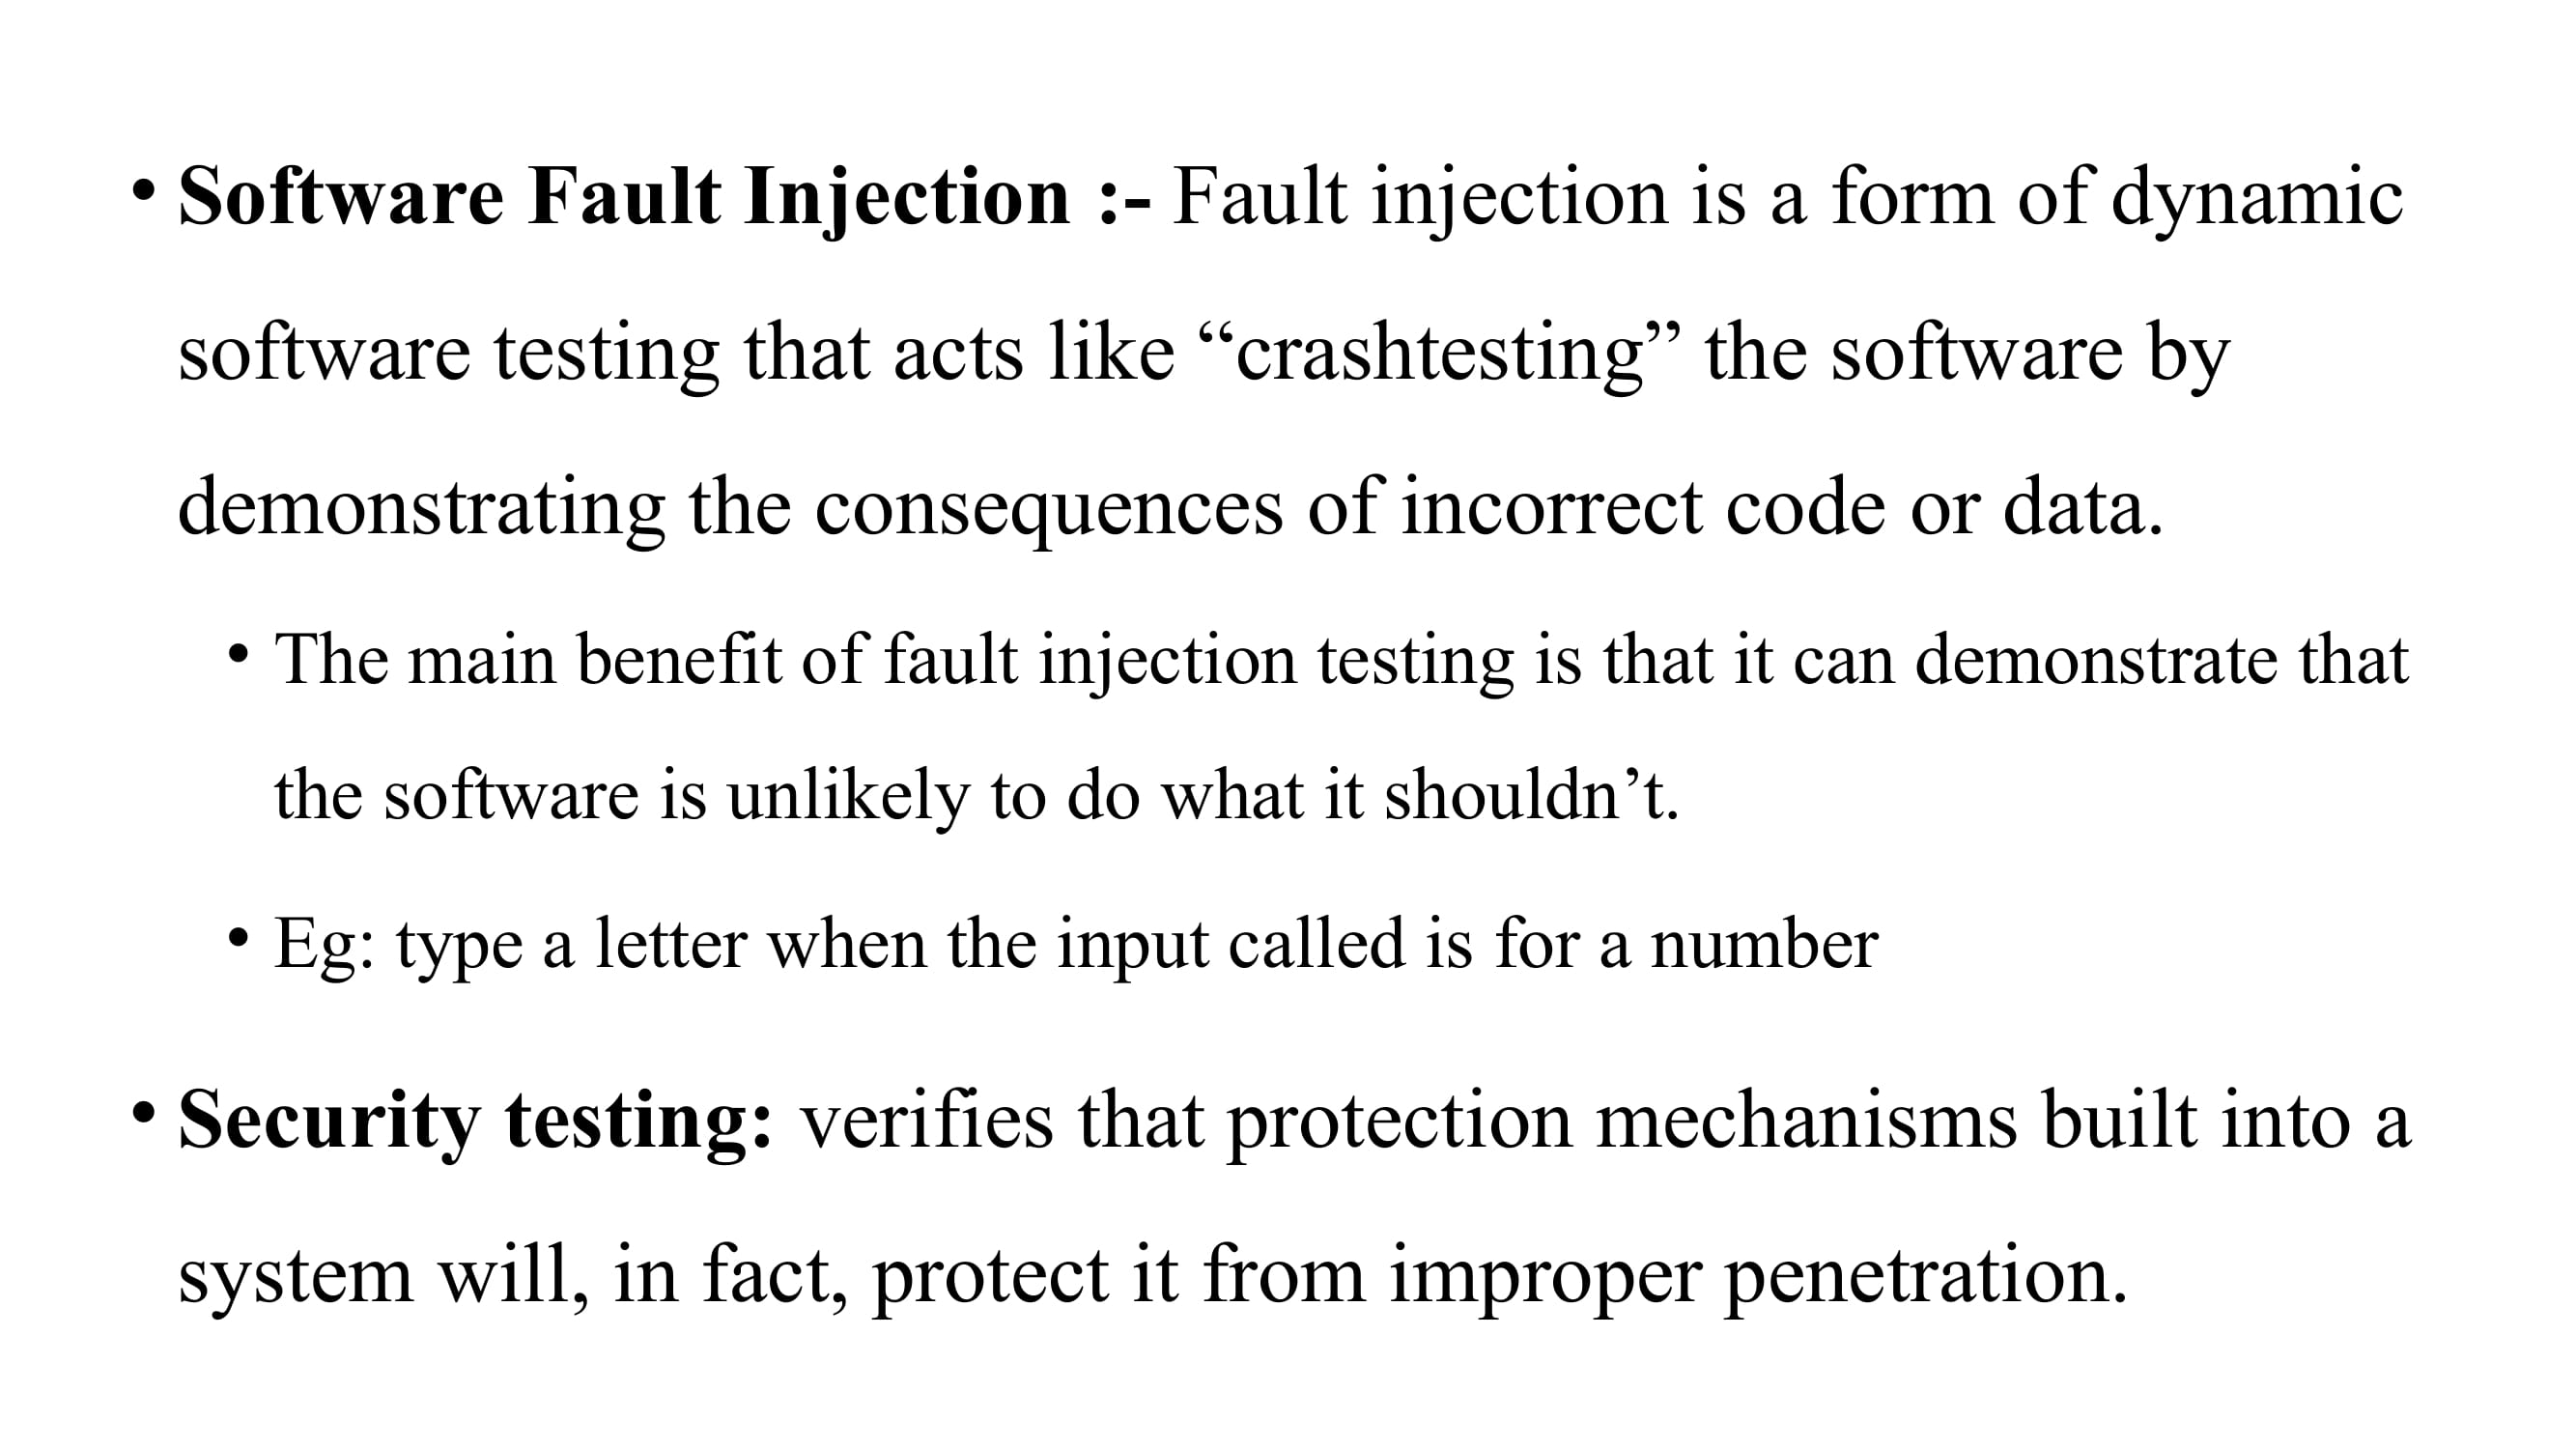 • Software Fault Injection :- Fault injection is a form of dynamic
software testing that acts like “crashtesting” the software by
demonstrating the consequences of incorrect code or data.
• The main benefit of fault injection testing is that it can demonstrate that
the software is unlikely to do what it shouldn’t.
• Eg: type a letter when the input called is for a number
• Security testing: verifies that protection mechanisms built into a
system will, in fact, protect it from improper penetration.